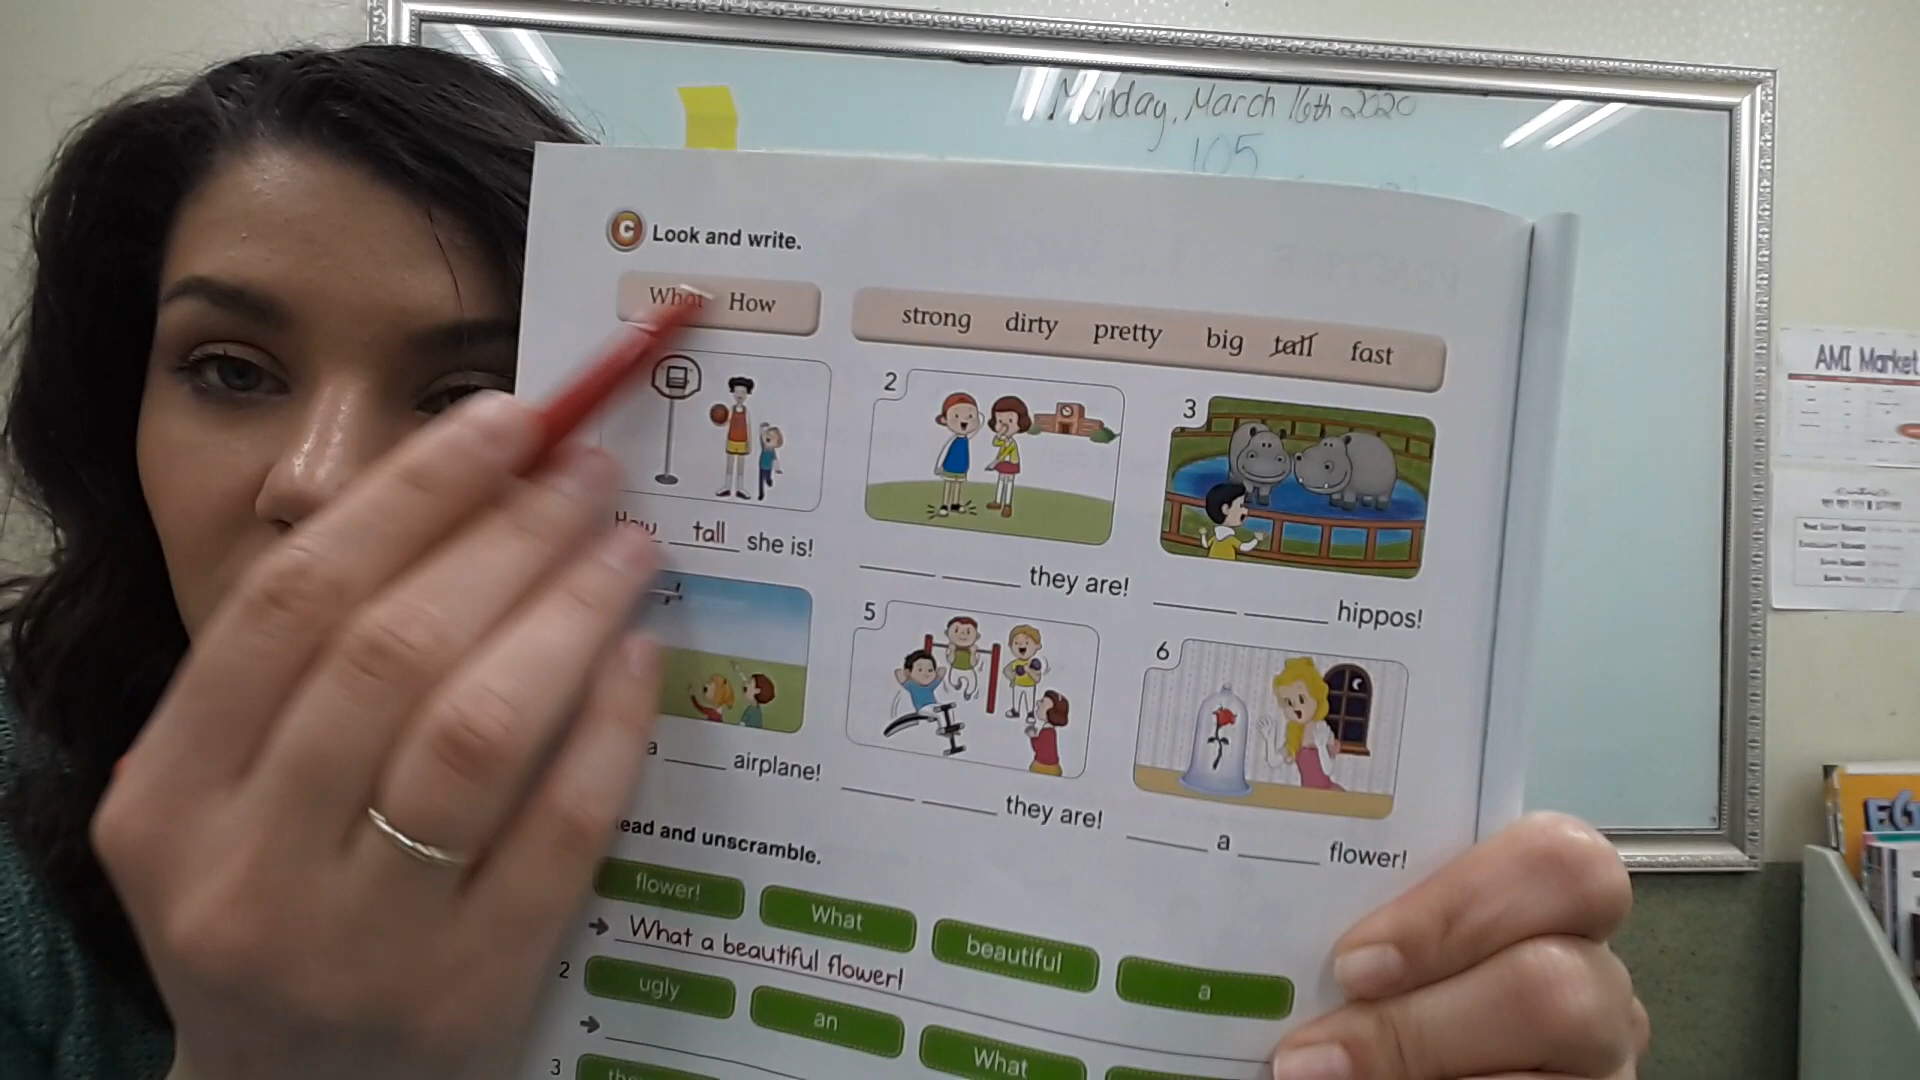 Monday, March 16th 2020
105
C Look and write.
What How
strong dirty pretty big tall fast
2
3
How tall she is!
they are!
hippos!
5
6
a airplane!
they are!
a flower!
ead and unscramble.
flower! What beautiful a
What a beautiful flower!
2 ugly an What
3
AMI Market